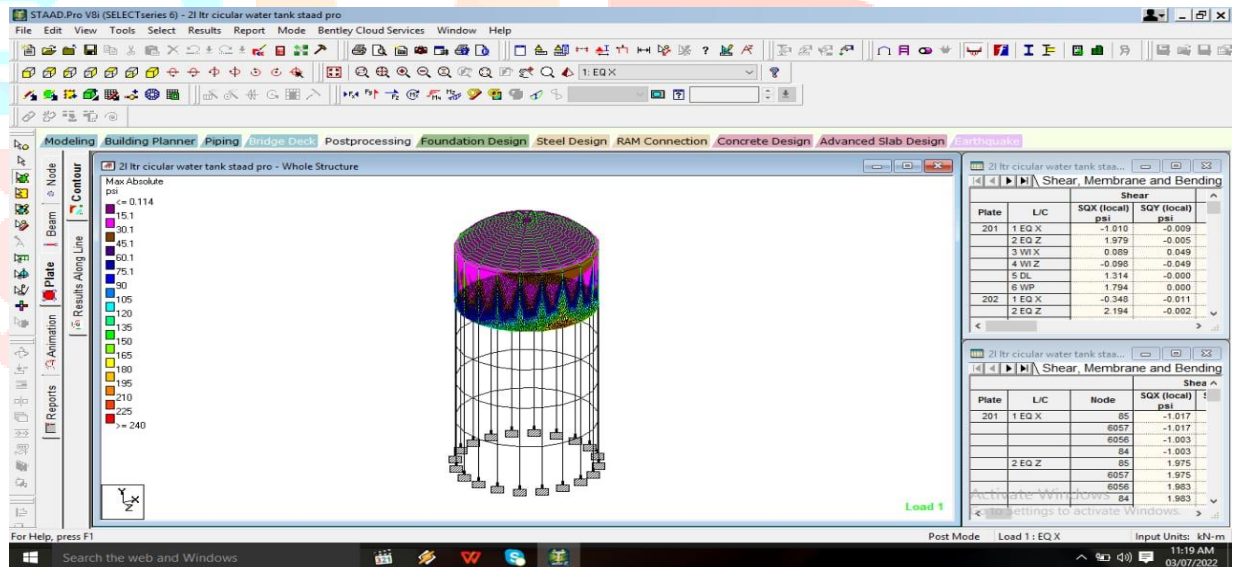 STAAD.Pro V8i (SELECTseries 6) - 2l ltr cicular water tank staad pro
File Edit View Tools Select Results Report Mode Bentley Cloud Services Window Help
1: EQ X
Modeling Building Planner Piping Bridge Deck Postprocessing Foundation Design Steel Design RAM Connection Concrete Design Advanced Slab Design Earthquake
Node
Beam
Plate
Animation
Reports
Contour
Results Along Line
2l ltr cicular water tank staad pro - Whole Structure
Max Absolute
psi
<= 0.114
15.1
30.1
45.1
60.1
75.1
90
105
120
135
150
165
180
195
210
225
>= 240
Y
X
Z
Load 1
2l ltr cicular water tank staa...
Shear, Membrane and Bending
Shear
Plate L/C SQX (local) psi SQY (local) psi
201 1 EQ X -1.010 -0.009
2 EQ Z 1.979 -0.005
3 WI X 0.089 0.049
4 WI Z -0.098 -0.049
5 DL 1.314 -0.000
6 WP 1.794 0.000
202 1 EQ X -0.348 -0.011
2 EQ Z 2.194 -0.002
2l ltr cicular water tank staa...
Shear, Membrane and Bending
Shea
Plate L/C Node SQX (local) psi
201 1 EQ X 85 -1.017
6057 -1.017
6056 -1.003
84 -1.003
2 EQ Z 85 1.975
6057 1.975
6056 1.983
84 1.983
Activate Windows
Go to Settings to activate Windows.
For Help, press F1
Post Mode Load 1 : EQ X Input Units: kN-m
Search the web and Windows
11:19 AM
03/07/2022